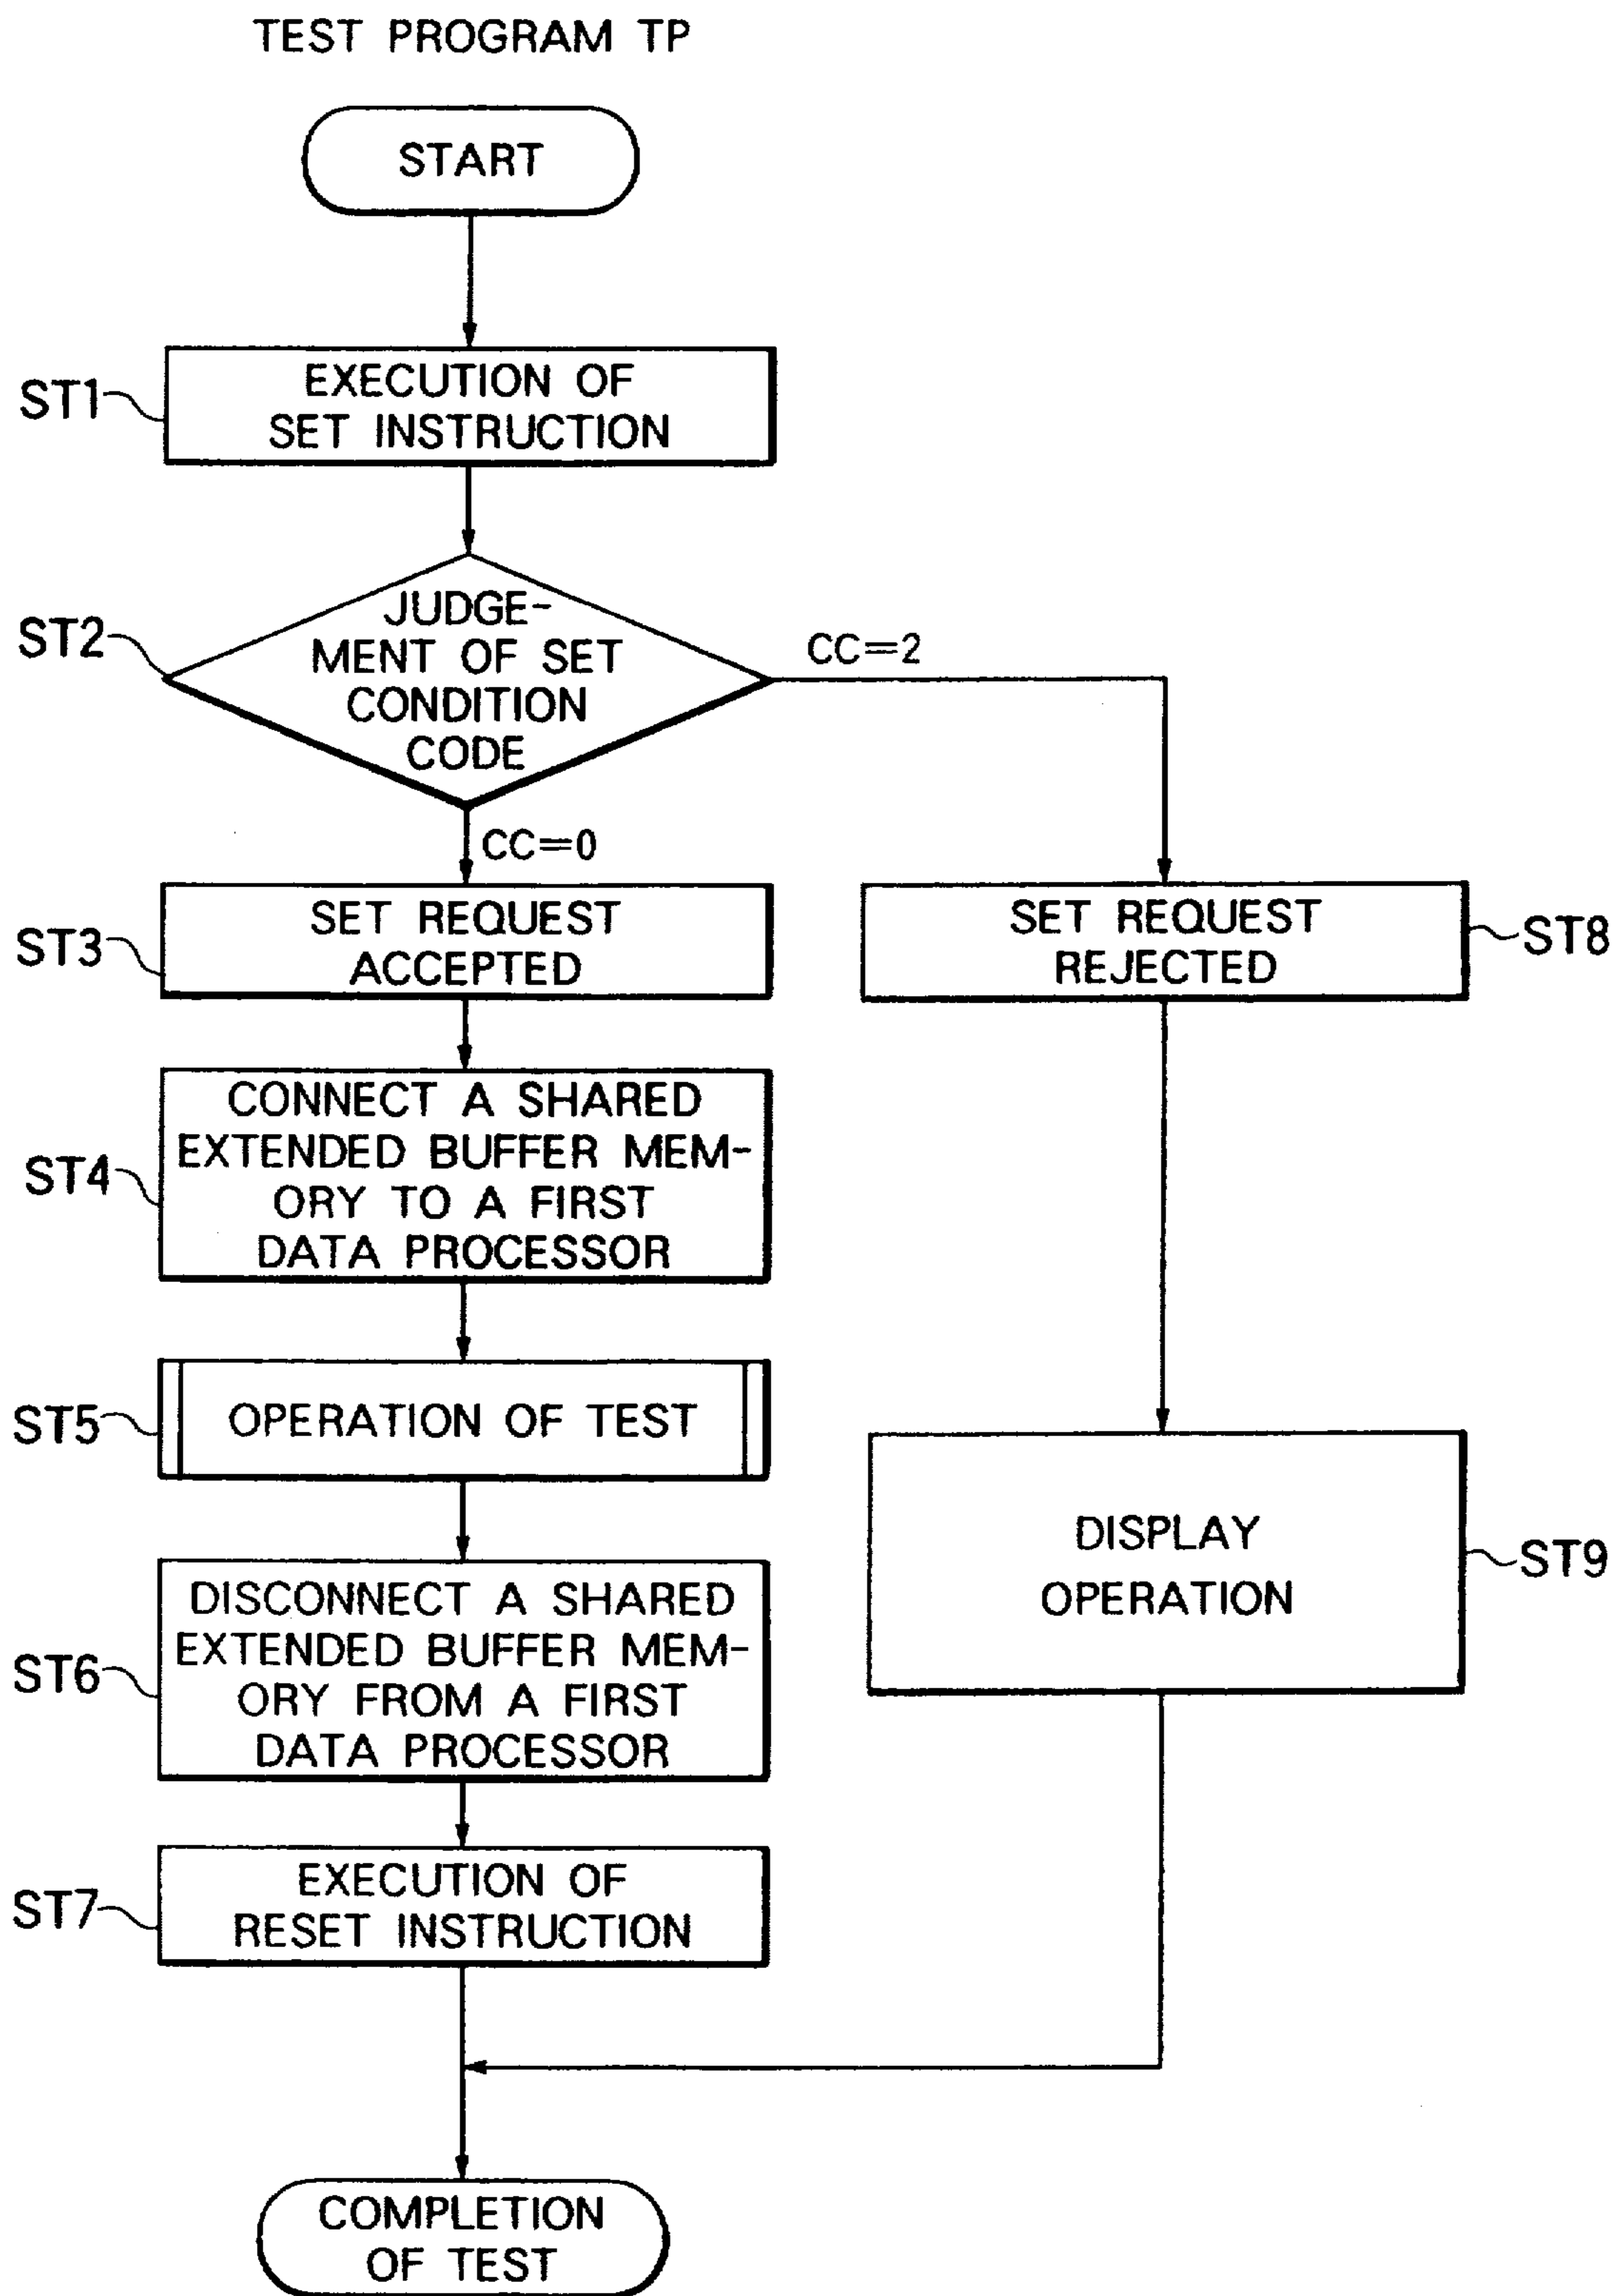 TEST PROGRAM TP
START
ST1
EXECUTION OF
SET INSTRUCTION
ST2
JUDGE-
MENT OF SET
CONDITION
CODE
CC=2
CC=0
ST3
SET REQUEST
ACCEPTED
SET REQUEST
REJECTED
ST8
ST4
CONNECT A SHARED
EXTENDED BUFFER MEM-
ORY TO A FIRST
DATA PROCESSOR
ST5
OPERATION OF TEST
DISPLAY
OPERATION
ST9
ST6
DISCONNECT A SHARED
EXTENDED BUFFER MEM-
ORY FROM A FIRST
DATA PROCESSOR
ST7
EXECUTION OF
RESET INSTRUCTION
COMPLETION
OF TEST